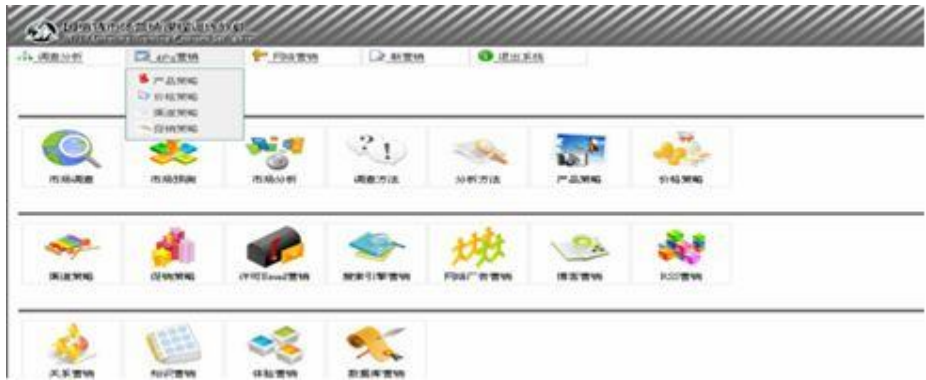 调查分析 4Ps营销 网络营销 新营销 退出系统
产品策略
价格策略
渠道策略
促销策略
市场调查 市场预测 市场分析 调查方法 分析方法 产品策略 价格策略
渠道策略 促销策略 许可Email营销 搜索引擎营销 网络广告营销 博客营销 RSS营销
关系营销 知识营销 体验营销 数据库营销